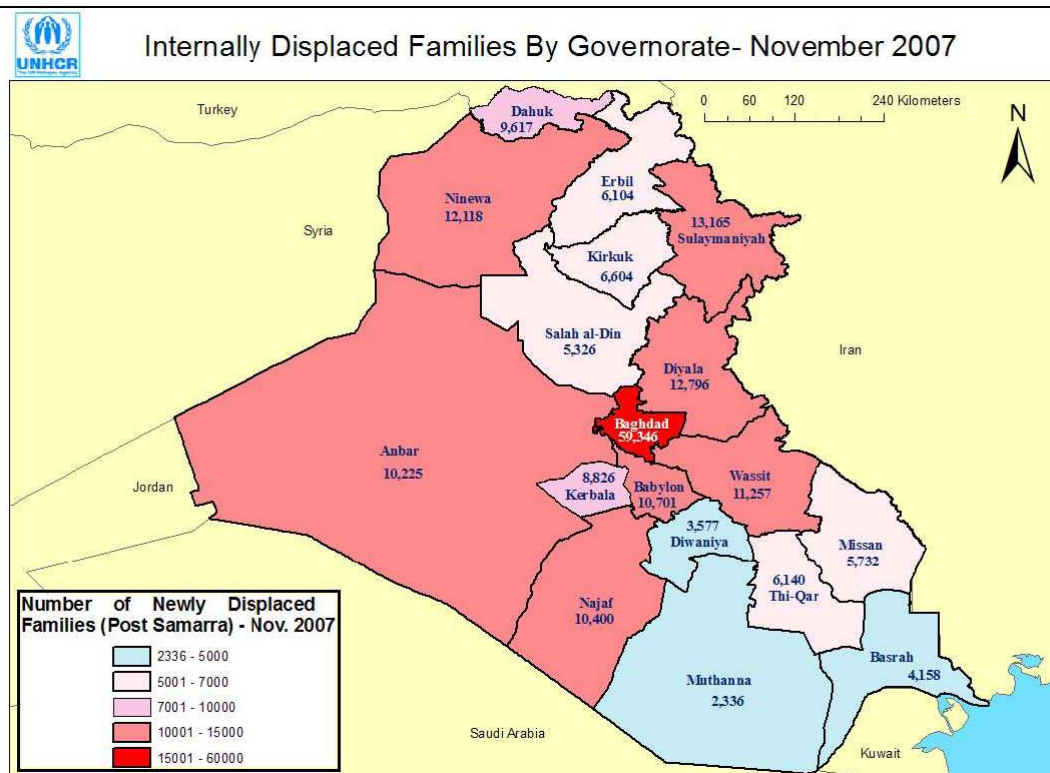 UNHCR
The UN Refugee Agency
Internally Displaced Families By Governorate- November 2007
0 60 120 240 Kilometers
N
Turkey
Syria
Jordan
Saudi Arabia
Kuwait
Iran
Dahuk
9,617
Ninewa
12,118
Erbil
6,104
13,165
Sulaymaniyah
Kirkuk
6,604
Salah al-Din
5,326
Diyala
12,796
Baghdad
59,346
Anbar
10,225
8,826
Kerbala
Babylon
10,701
Wassit
11,257
3,577
Diwaniya
Missan
5,732
6,140
Thi-Qar
Najaf
10,400
Muthanna
2,336
Basrah
4,158
Number of Newly Displaced
Families (Post Samarra) - Nov. 2007
2336 - 5000
5001 - 7000
7001 - 10000
10001 - 15000
15001 - 60000